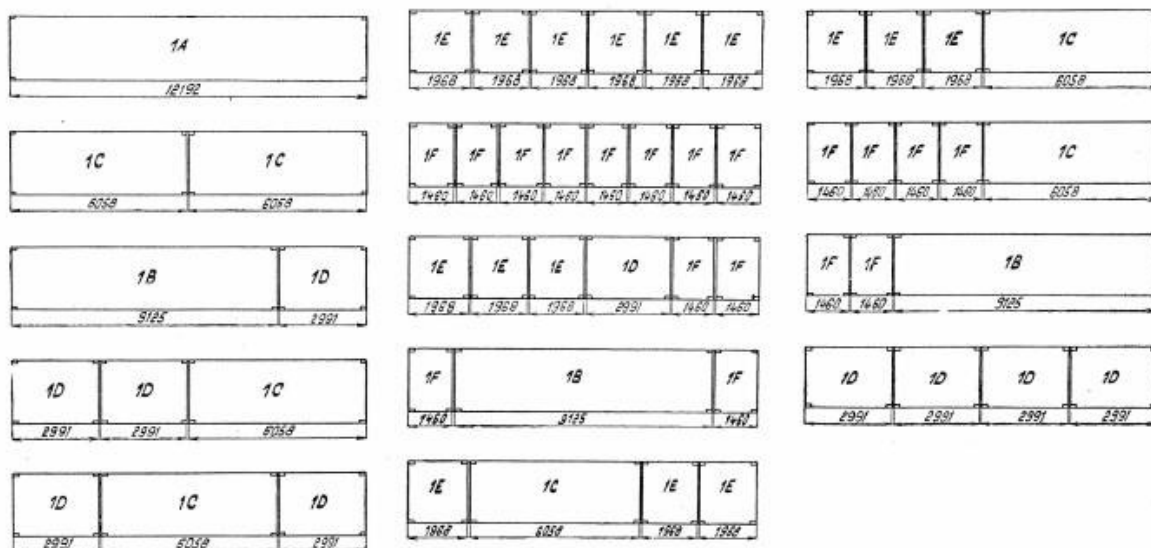 1A
12192
1C 1C
6058 6058
1B 1D
9125 2991
1D 1D 1C
2991 2991 6058
1D 1C 1D
2991 6058 2991
1E 1E 1E 1E 1E 1E
1968 1968 1968 1968 1968 1968
1F 1F 1F 1F 1F 1F 1F 1F
1460 1460 1460 1460 1460 1460 1460 1460
1E 1E 1E 1D 1F 1F
1968 1968 1968 2991 1460 1460
1F 1B 1F
1460 9125 1460
1E 1C 1E 1E
1968 6058 1968 1968
1E 1E 1E 1C
1968 1968 1968 6058
1F 1F 1F 1F 1C
1460 1460 1460 1460 6058
1F 1F 1B
1460 1460 9125
1D 1D 1D 1D
2991 2991 2991 2991